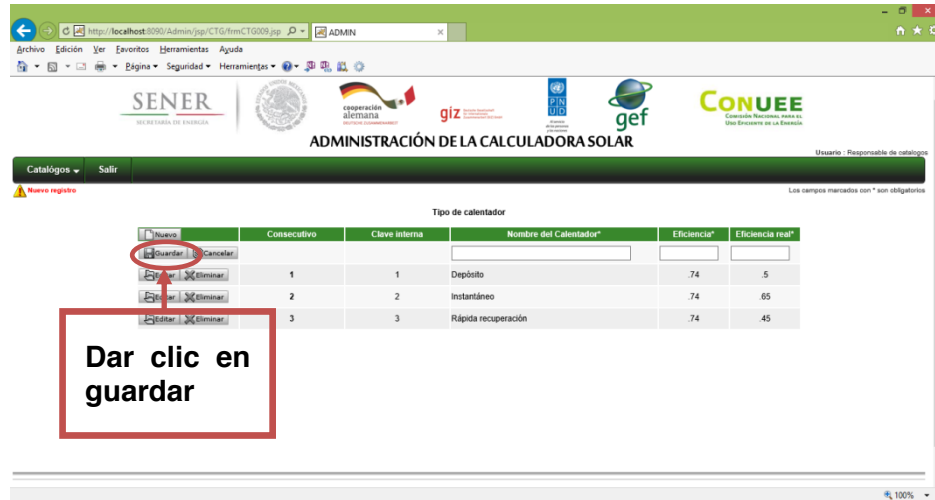 http://localhost:8090/Admin/jsp/CTG/frmCTG009.jsp
ADMIN
Archivo Edición Ver Favoritos Herramientas Ayuda
Página Seguridad Herramientas
SENER
SECRETARÍA DE ENERGÍA
cooperación
alemana
DEUTSCHE ZUSAMMENARBEIT
giz
PNUD
gef
CONUEE
COMISIÓN NACIONAL PARA EL
USO EFICIENTE DE LA ENERGÍA
ADMINISTRACIÓN DE LA CALCULADORA SOLAR
Usuario : Responsable de catalogos
Catálogos Salir
Nuevo registro
Los campos marcados con * son obligatorios
Tipo de calentador
Nuevo Consecutivo Clave interna Nombre del Calentador* Eficiencia* Eficiencia real*
Guardar Cancelar
Editar Eliminar 1 1 Depósito .74 .5
Editar Eliminar 2 2 Instantáneo .74 .65
Editar Eliminar 3 3 Rápida recuperación .74 .45
Dar clic en
guardar
100%